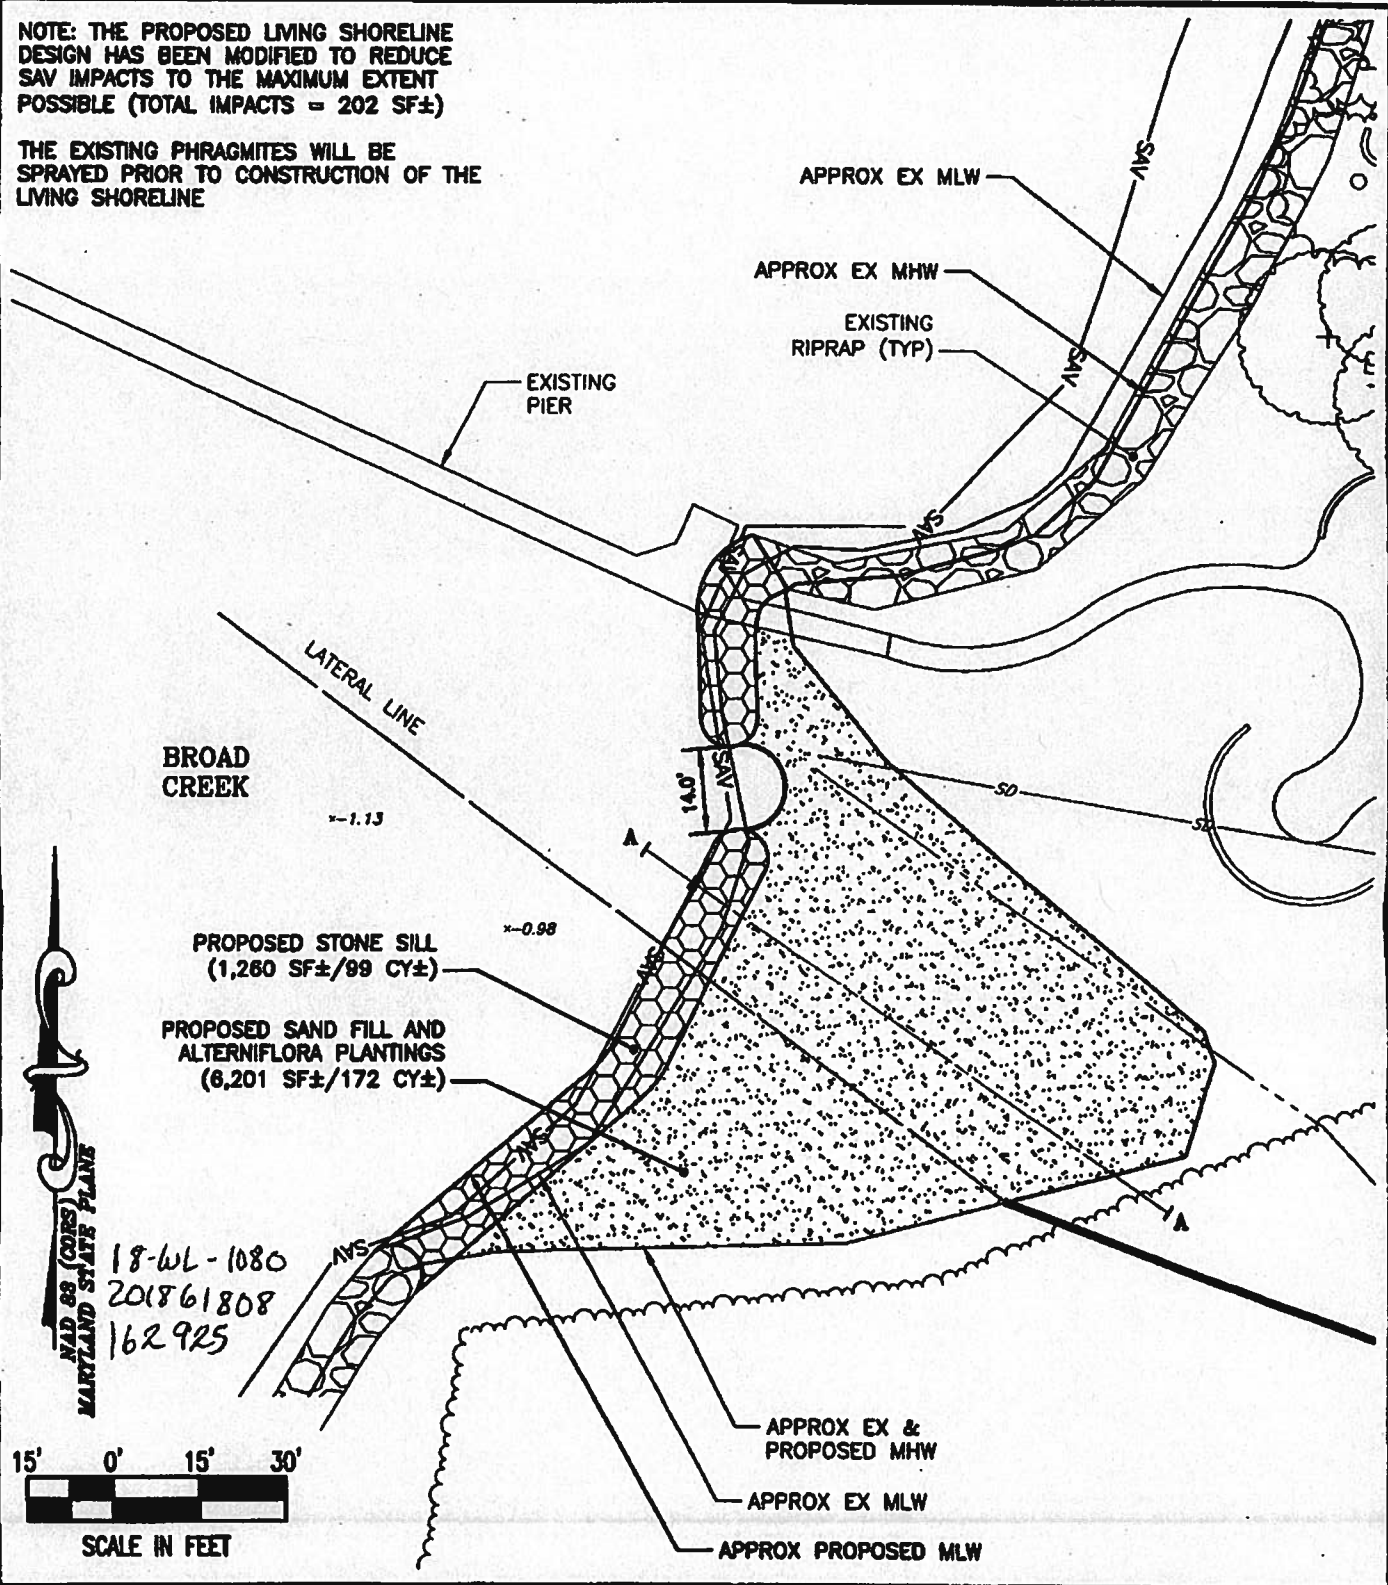 NOTE: THE PROPOSED LIVING SHORELINE
DESIGN HAS BEEN MODIFIED TO REDUCE
SAV IMPACTS TO THE MAXIMUM EXTENT
POSSIBLE (TOTAL IMPACTS = 202 SF±)
THE EXISTING PHRAGMITES WILL BE
SPRAYED PRIOR TO CONSTRUCTION OF THE
LIVING SHORELINE
SAV
APPROX EX MLW
APPROX EX MHW
EXISTING
RIPRAP (TYP)
SAV
EXISTING
PIER
SAV
LATERAL LINE
BROAD
CREEK
×-1.13
14.0'
SAV
SD
SD
A
×-0.98
PROPOSED STONE SILL
(1,260 SF±/99 CY±)
SAV
PROPOSED SAND FILL AND
ALTERNIFLORA PLANTINGS
(6,201 SF±/172 CY±)
SAV
A
SAV
NAD 83 (CORS)
MARYLAND STATE PLANE
18-WL-1080
201861808
162925
APPROX EX &
PROPOSED MHW
APPROX EX MLW
APPROX PROPOSED MLW
15' 0' 15' 30'
SCALE IN FEET